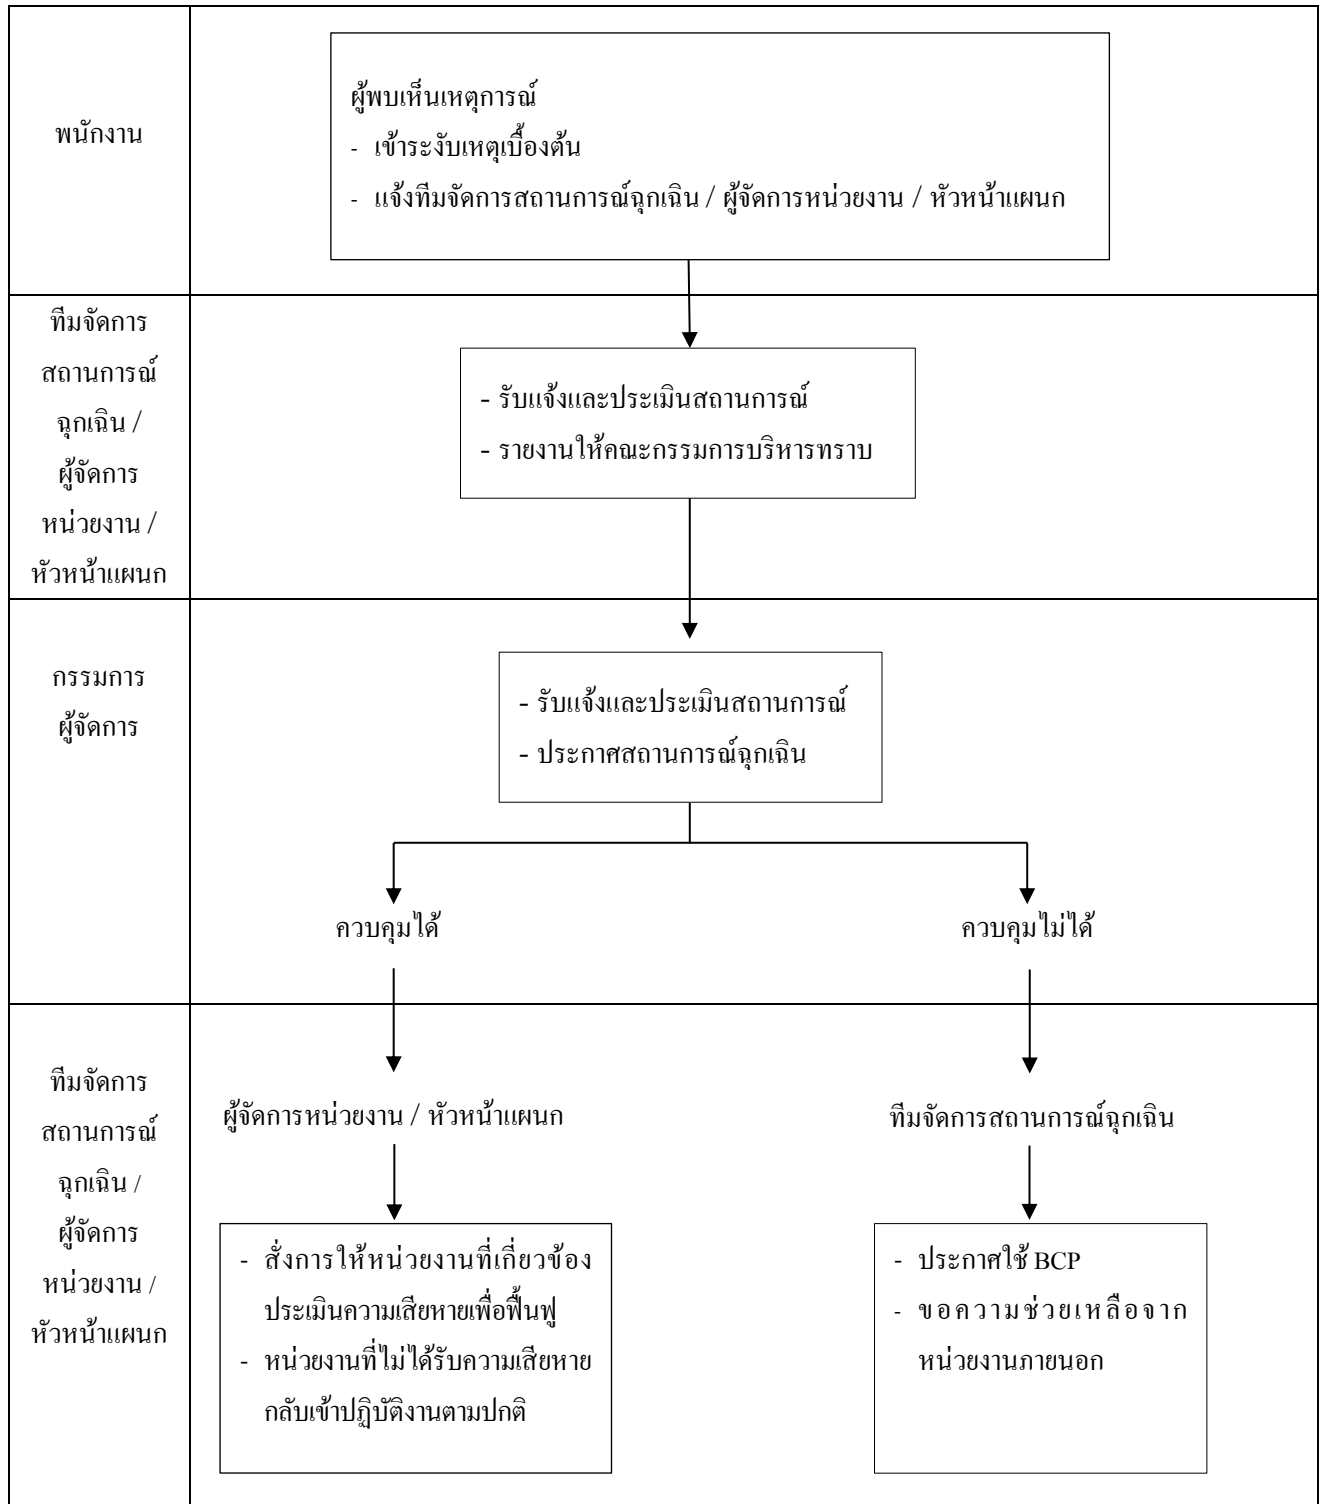 พนักงาน
ผู้พบเห็นเหตุการณ์
- เข้าระงับเหตุเบื้องต้น
- แจ้งทีมจัดการสถานการณ์ฉุกเฉิน / ผู้จัดการหน่วยงาน / หัวหน้าแผนก
ทีมจัดการ
สถานการณ์
ฉุกเฉิน /
ผู้จัดการ
หน่วยงาน /
หัวหน้าแผนก
- รับแจ้งและประเมินสถานการณ์
- รายงานให้คณะกรรมการบริหารทราบ
กรรมการ
ผู้จัดการ
- รับแจ้งและประเมินสถานการณ์
- ประกาศสถานการณ์ฉุกเฉิน
ควบคุมได้
ควบคุมไม่ได้
ทีมจัดการ
สถานการณ์
ฉุกเฉิน /
ผู้จัดการ
หน่วยงาน /
หัวหน้าแผนก
ผู้จัดการหน่วยงาน / หัวหน้าแผนก
- สั่งการให้หน่วยงานที่เกี่ยวข้อง
ประเมินความเสียหายเพื่อฟื้นฟู
- หน่วยงานที่ไม่ได้รับความเสียหาย
กลับเข้าปฏิบัติงานตามปกติ
ทีมจัดการสถานการณ์ฉุกเฉิน
- ประกาศใช้ BCP
- ขอความช่วยเหลือจาก
หน่วยงานภายนอก